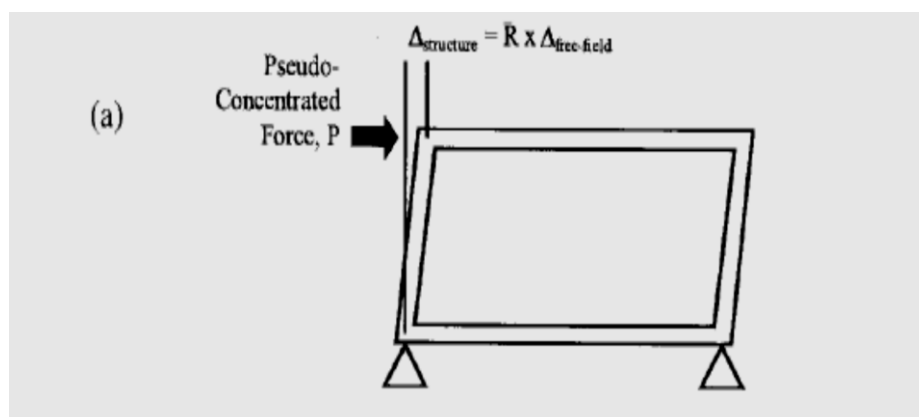 Δstructure = R x Δfree-field
Pseudo-
Concentrated
Force, P
(a)